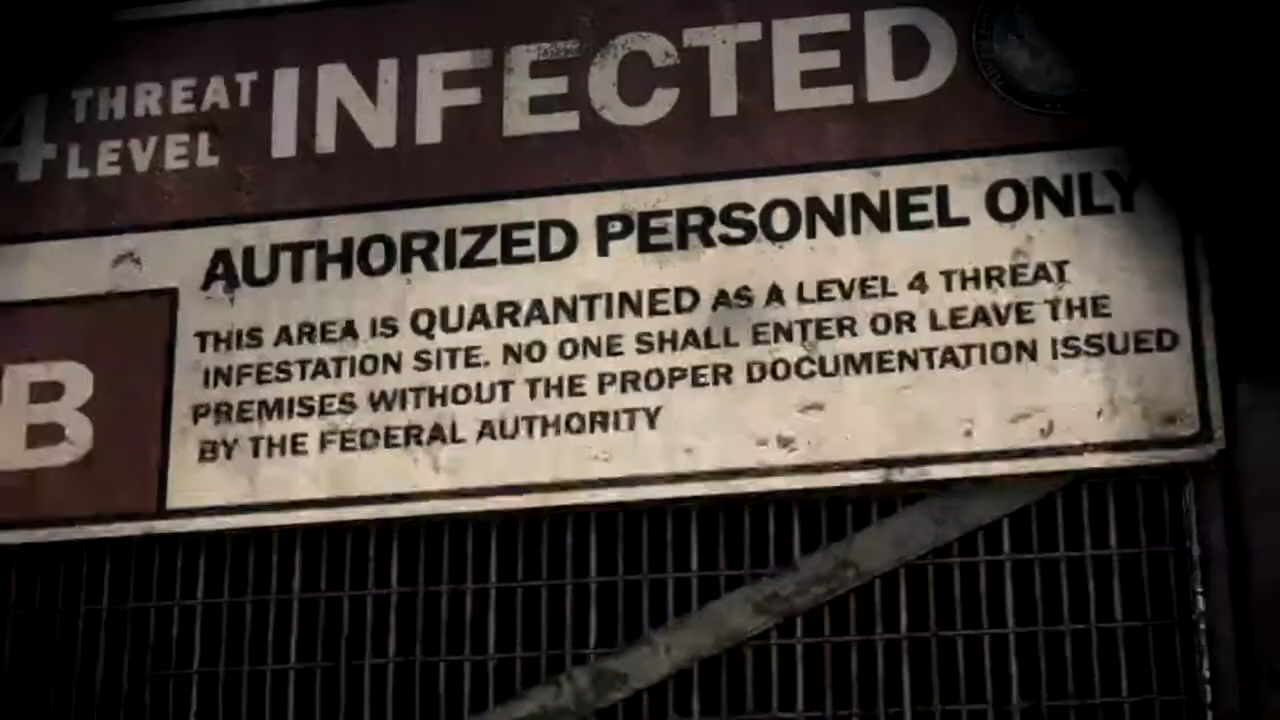 4 THREAT LEVEL INFECTED
AUTHORIZED PERSONNEL ONLY
B
THIS AREA IS QUARANTINED AS A LEVEL 4 THREAT
INFESTATION SITE. NO ONE SHALL ENTER OR LEAVE THE
PREMISES WITHOUT THE PROPER DOCUMENTATION ISSUED
BY THE FEDERAL AUTHORITY